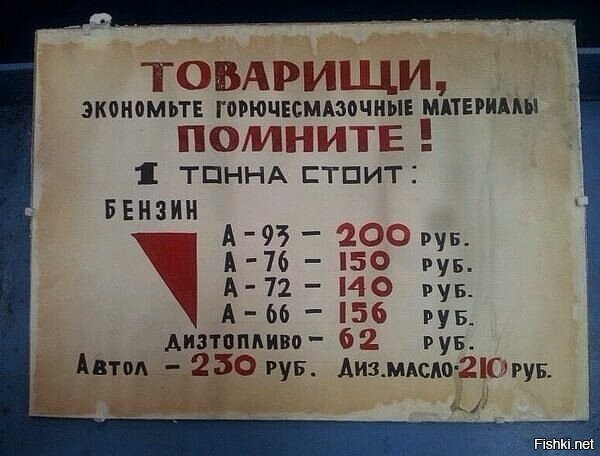 ТОВАРИЩИ,
ЭКОНОМЬТЕ ГОРЮЧЕСМАЗОЧНЫЕ МАТЕРИАЛЫ
ПОМНИТЕ!
1 ТОННА СТОИТ:
БЕНЗИН
А-93 - 200 РУБ.
А-76 - 150 РУБ.
А-72 - 140 РУБ.
А-66 - 156 РУБ.
ДИЗТОПЛИВО - 62 РУБ.
АВТОЛ - 230 РУБ. ДИЗ.МАСЛО-210 РУБ.
Fishki.net